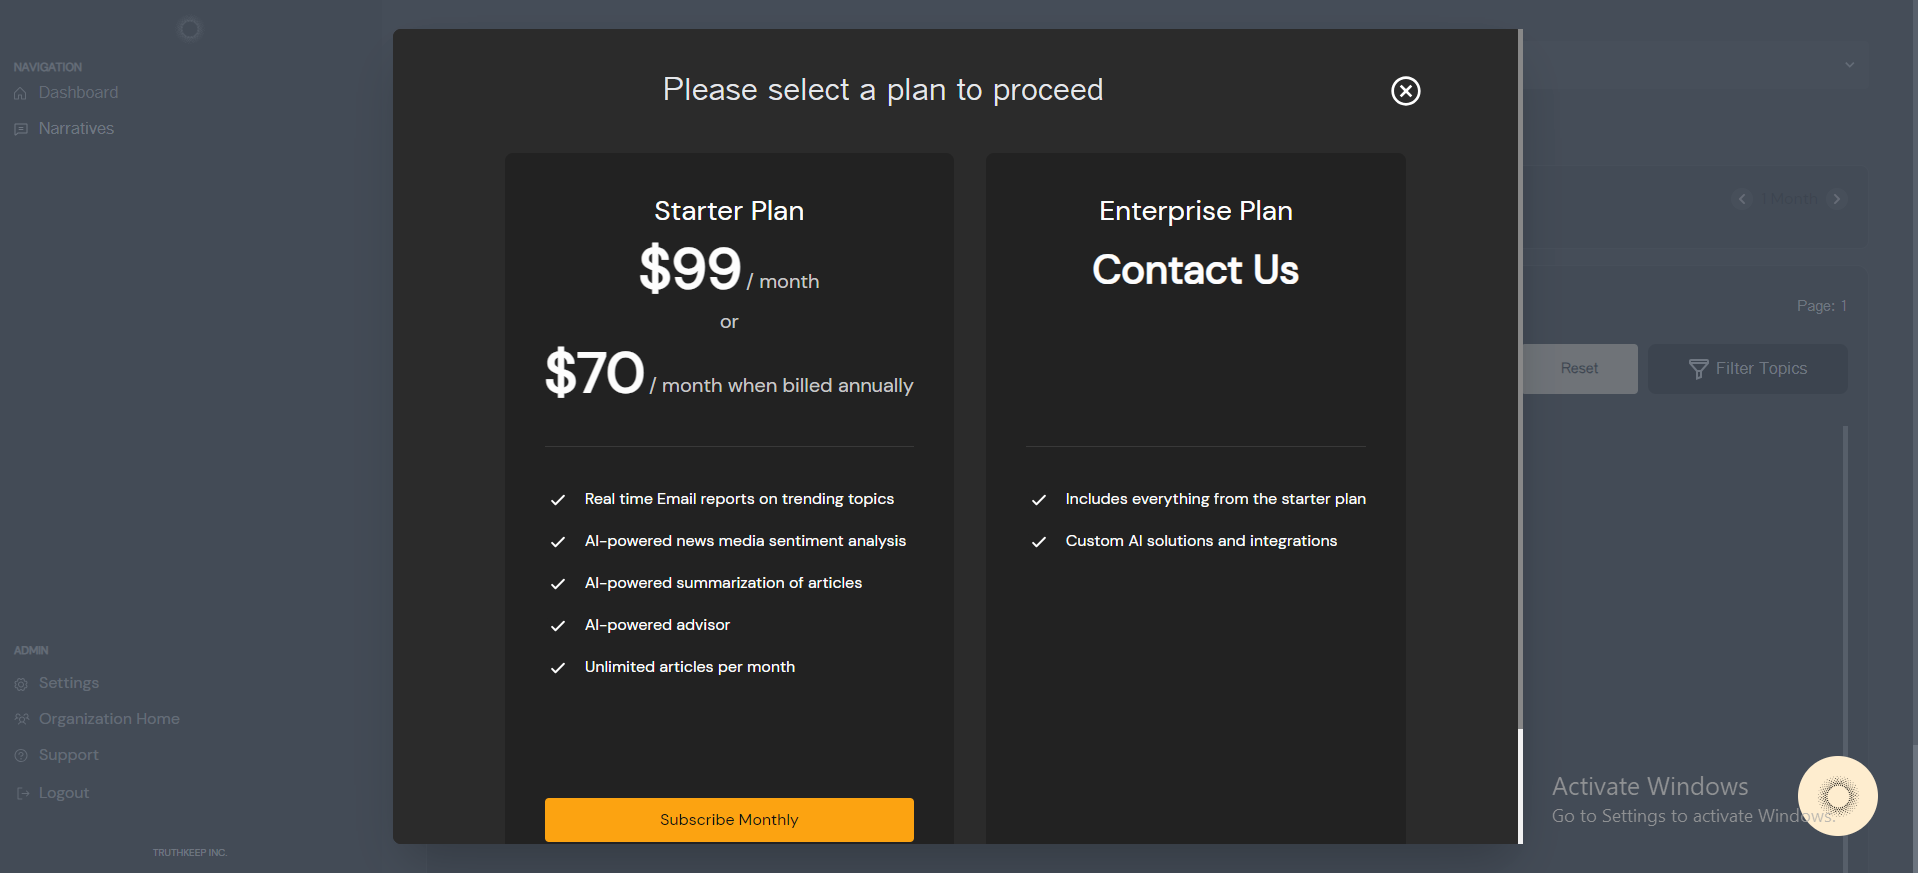 NAVIGATION
Dashboard
Narratives
ADMIN
Settings
Organization Home
Support
Logout
TRUTHKEEP INC.
Please select a plan to proceed
Starter Plan
$99 / month
or
$70 / month when billed annually
Real time Email reports on trending topics
AI-powered news media sentiment analysis
AI-powered summarization of articles
AI-powered advisor
Unlimited articles per month
Subscribe Monthly
Enterprise Plan
Contact Us
Includes everything from the starter plan
Custom AI solutions and integrations
Month
Page: 1
Reset
Filter Topics
Activate Windows
Go to Settings to activate Windows.